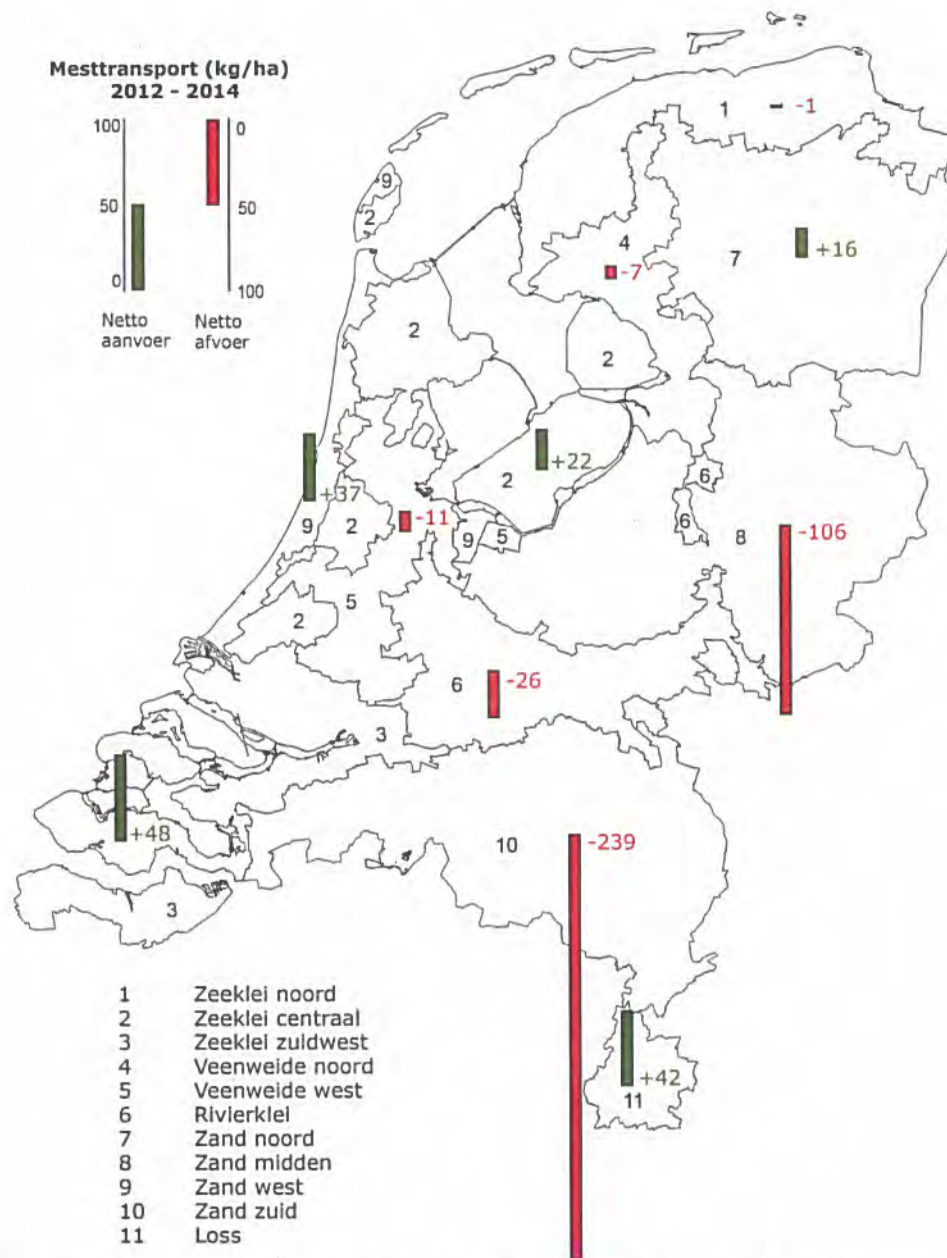 Mesttransport (kg/ha)
2012 - 2014
100
0
50
50
0
100
Netto aanvoer
Netto afvoer
1
-1
9
2
4
-7
7
+16
2
2
+22
2
+37
9
2
-11
9
5
6
6
8
-106
5
2
6
-26
3
+48
10
-239
3
+42
11
1 Zeeklei noord
2 Zeeklei centraal
3 Zeeklei zuidwest
4 Veenweide noord
5 Veenweide west
6 Rivierklei
7 Zand noord
8 Zand midden
9 Zand west
10 Zand zuid
11 Loss